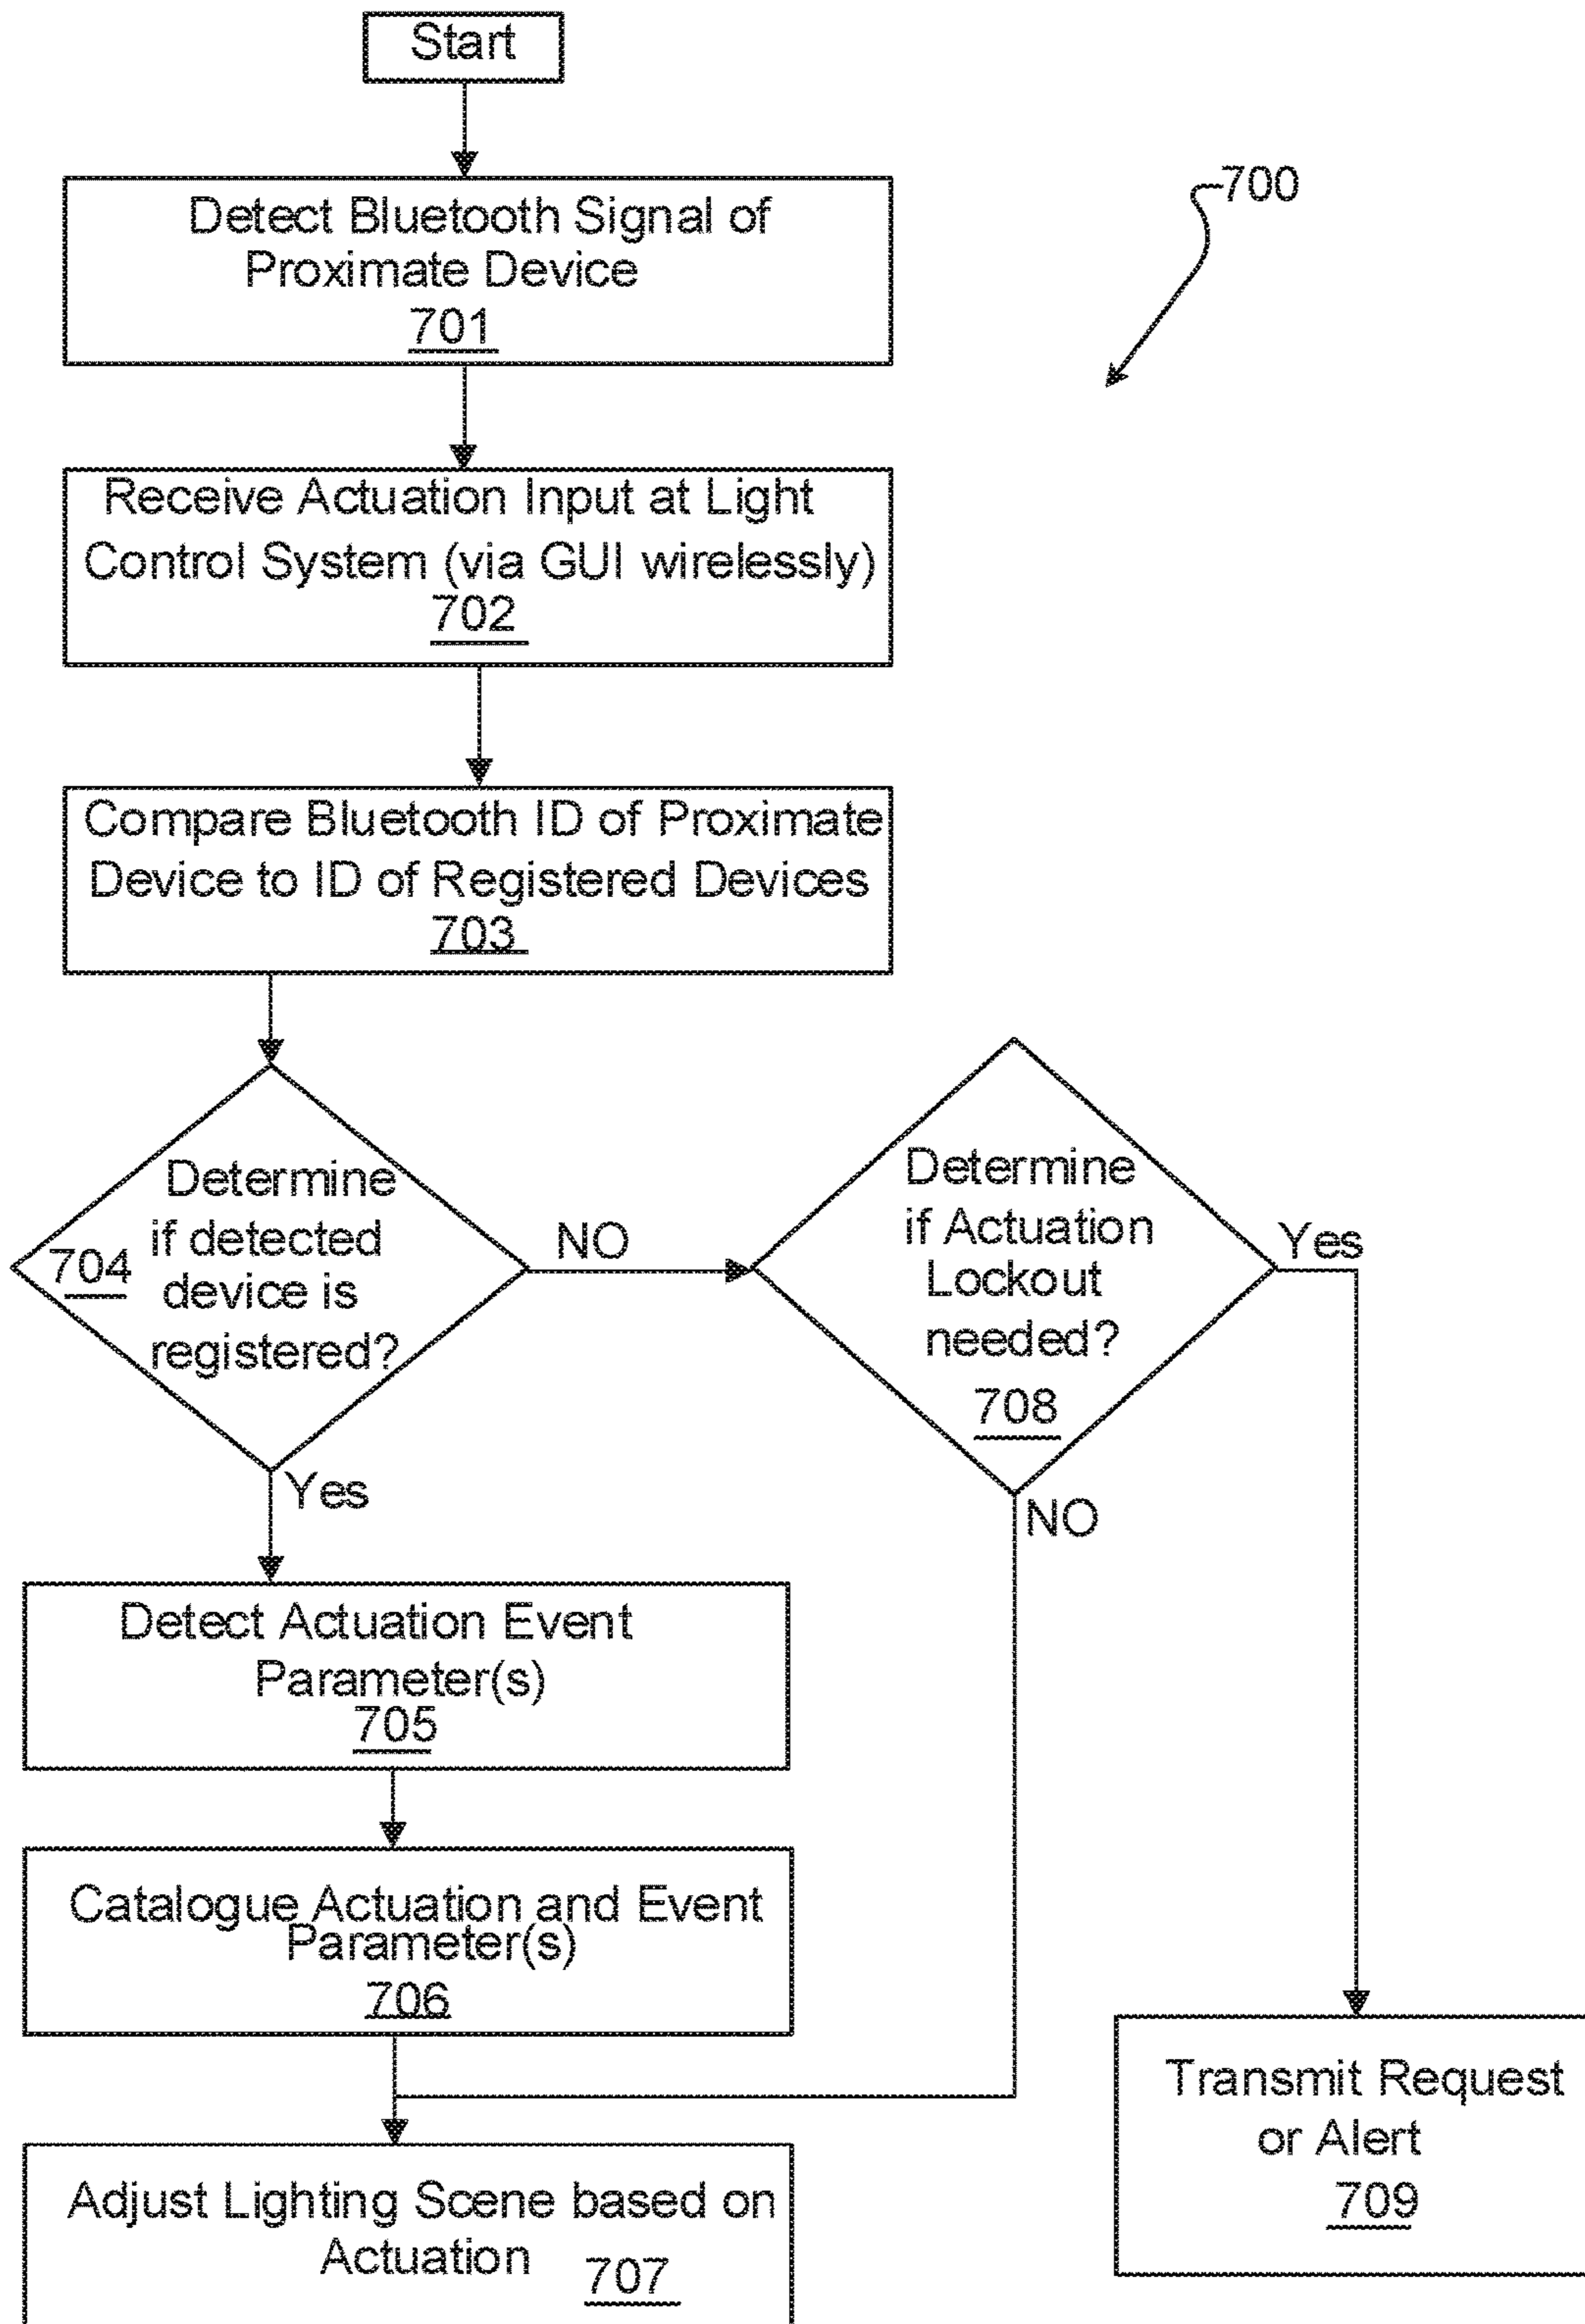 Start
700
Detect Bluetooth Signal of
Proximate Device
701
Receive Actuation Input at Light
Control System (via GUI wirelessly)
702
Compare Bluetooth ID of Proximate
Device to ID of Registered Devices
703
Determine
if detected
device is
registered?
704
NO
Yes
Determine
if Actuation
Lockout
needed?
708
Yes
NO
Detect Actuation Event
Parameter(s)
705
Catalogue Actuation and Event
Parameter(s)
706
Adjust Lighting Scene based on
Actuation 707
Transmit Request
or Alert
709